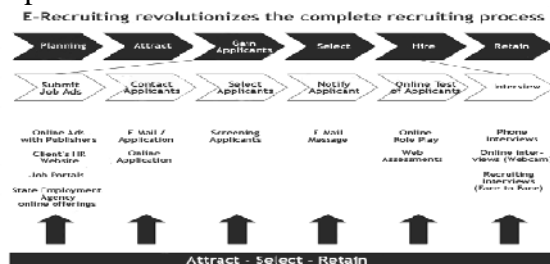 E-Recruiting revolutionizes the complete recruiting process
Planning
Attract
Gain
Applicants
Select
Hire
Retain
Submit
Job Ads
Contact
Applicants
Select
Applicants
Notify
Applicant
Online Test
of Applicants
Interview
Online Ads
with Publishers
Client's HR
Website
Job Portals
State Employment
Agency
online offerings
E Mail /
Application
Online
Application
Screening
Applicants
E Mail
Message
Online
Role Play
Web
Assessments
Phone
Interviews
Online Inter-
views (Webcam)
Recruiting
Interviews
(Face to Face)
Attract - Select - Retain